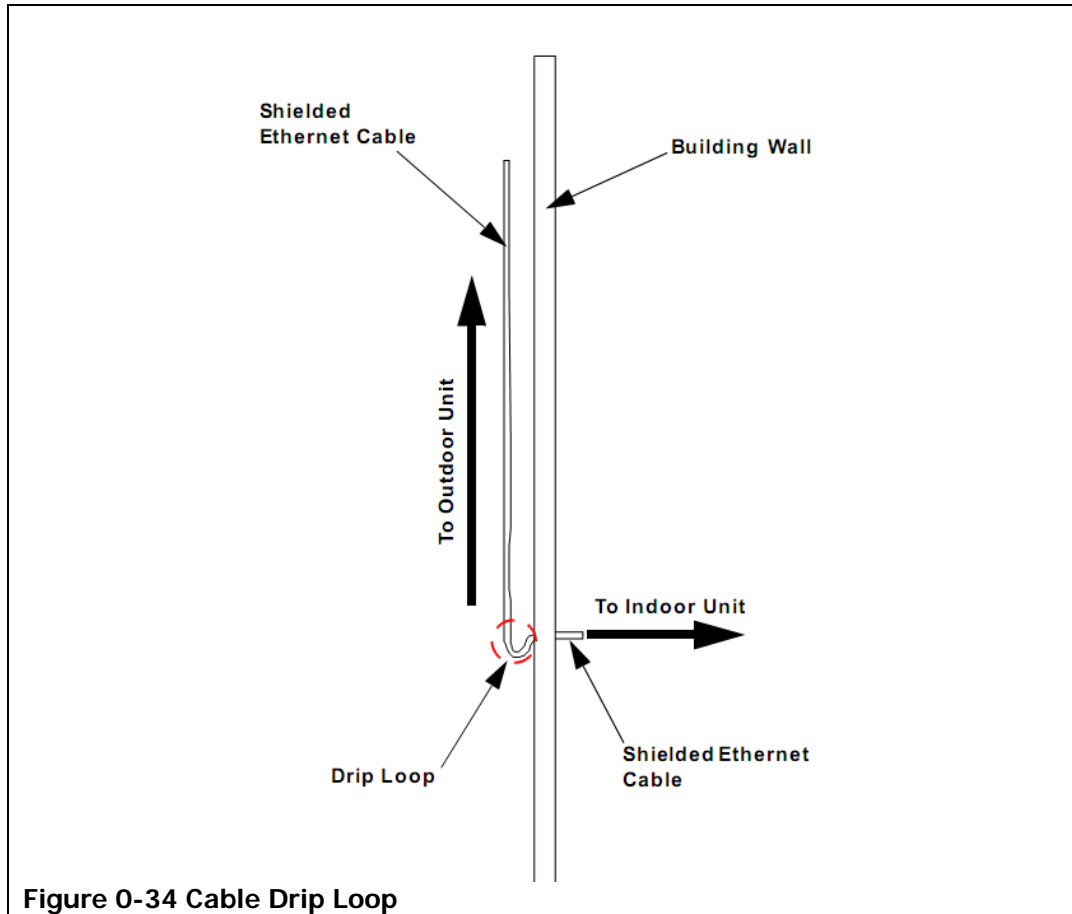 Shielded
Ethernet Cable
Building Wall
To Outdoor Unit
To Indoor Unit
Drip Loop
Shielded Ethernet
Cable
Figure 0-34 Cable Drip Loop